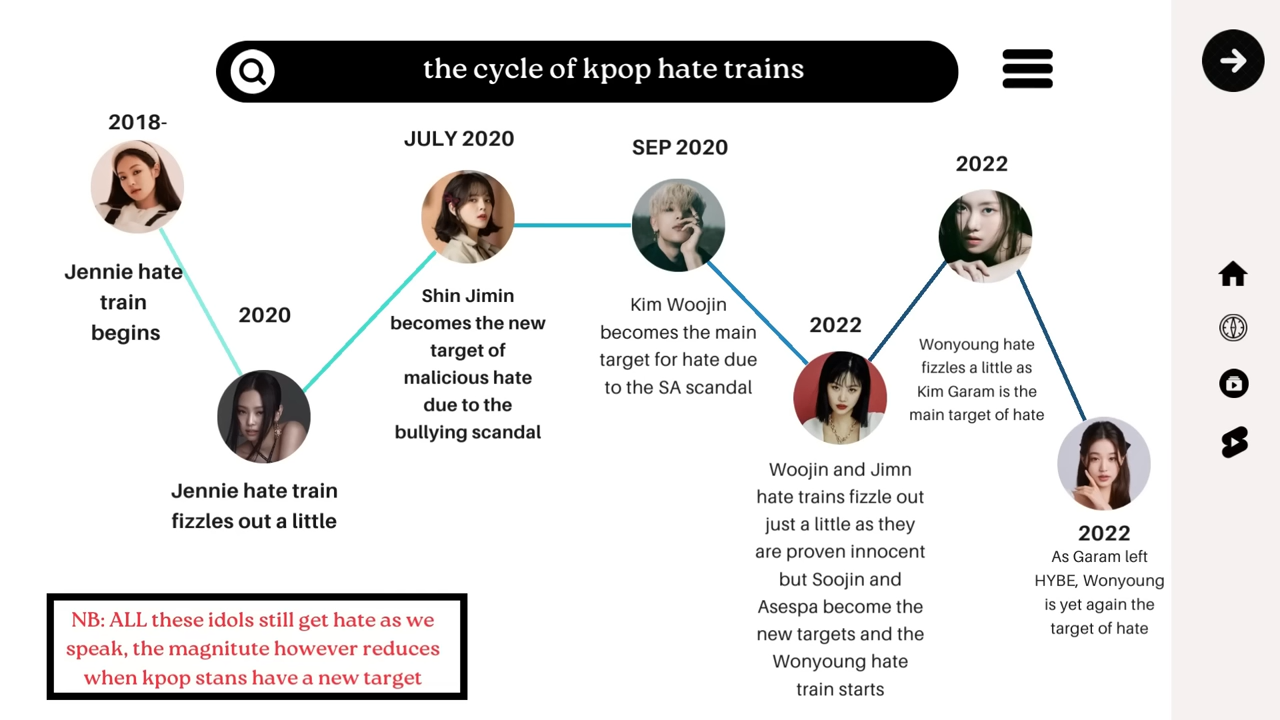 the cycle of kpop hate trains
2018-
Jennie hate
train
begins
2020
Jennie hate train
fizzles out a little
JULY 2020
Shin Jimin
becomes the new
target of
malicious hate
due to the
bullying scandal
SEP 2020
Kim Woojin
becomes the main
target for hate due
to the SA scandal
2022
Woojin and Jimn
hate trains fizzle out
just a little as they
are proven innocent
but Soojin and
Asespa become the
new targets and the
Wonyoung hate
train starts
2022
Wonyoung hate
fizzles a little as
Kim Garam is the
main target of hate
2022
As Garam left
HYBE, Wonyoung
is yet again the
target of hate
NB: ALL these idols still get hate as we
speak, the magnitute however reduces
when kpop stans have a new target